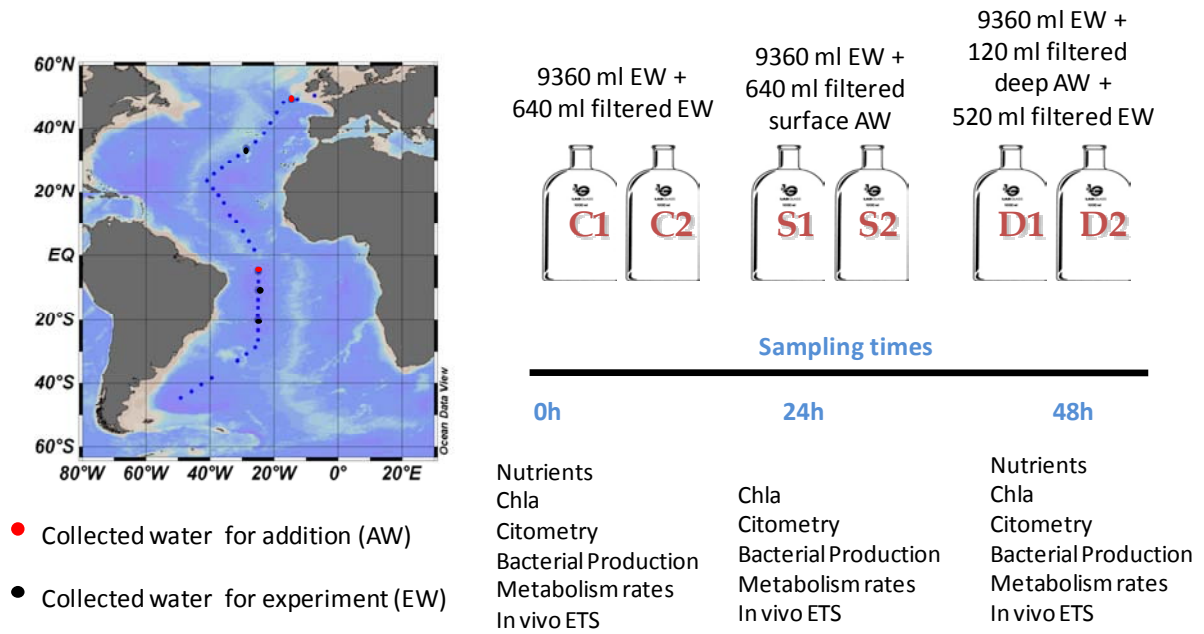 60°N
40°N
20°N
EQ
20°S
40°S
60°S
80°W 60°W 40°W 20°W 0° 20°E
Ocean Data View
Collected water for addition (AW)
Collected water for experiment (EW)
9360 ml EW +
640 ml filtered EW
C1 C2
9360 ml EW +
640 ml filtered
surface AW
S1 S2
9360 ml EW +
120 ml filtered
deep AW +
520 ml filtered EW
D1 D2
Sampling times
0h 24h 48h
Nutrients
Chla
Citometry
Bacterial Production
Metabolism rates
In vivo ETS
Chla
Citometry
Bacterial Production
Metabolism rates
In vivo ETS
Nutrients
Chla
Citometry
Bacterial Production
Metabolism rates
In vivo ETS